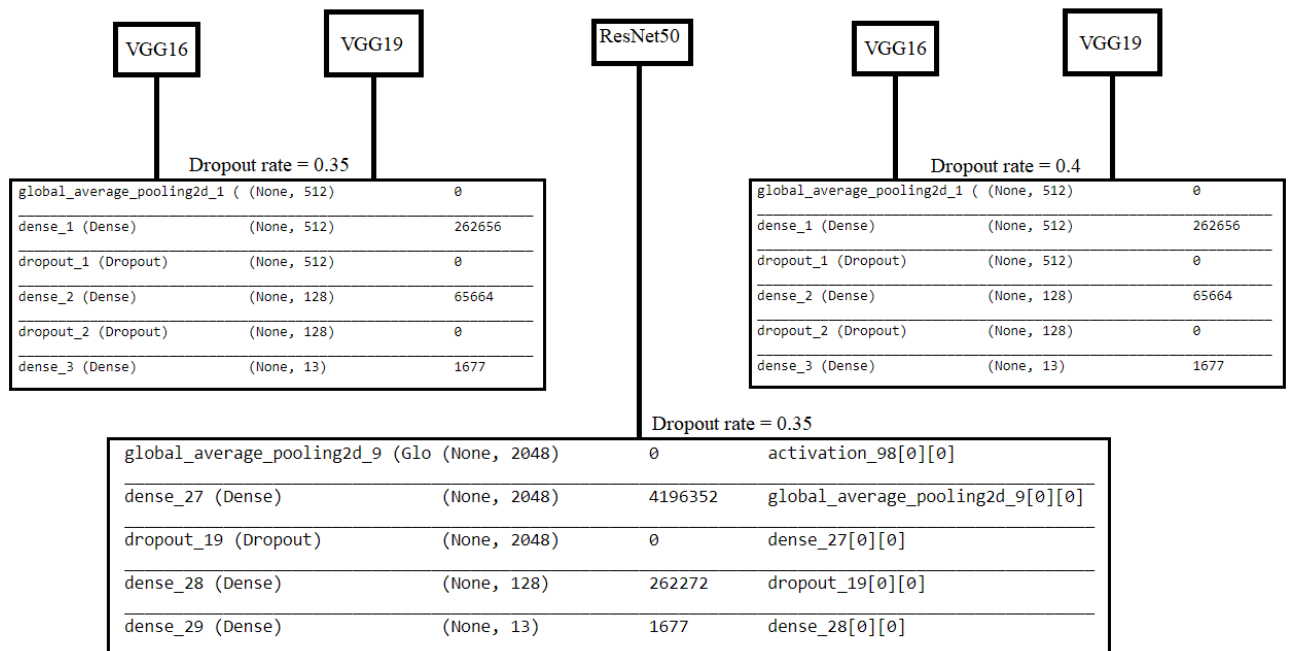 VGG16
VGG19
ResNet50
VGG16
VGG19
Dropout rate = 0.35
global_average_pooling2d_1 ( (None, 512) 0
dense_1 (Dense) (None, 512) 262656
dropout_1 (Dropout) (None, 512) 0
dense_2 (Dense) (None, 128) 65664
dropout_2 (Dropout) (None, 128) 0
dense_3 (Dense) (None, 13) 1677
Dropout rate = 0.4
global_average_pooling2d_1 ( (None, 512) 0
dense_1 (Dense) (None, 512) 262656
dropout_1 (Dropout) (None, 512) 0
dense_2 (Dense) (None, 128) 65664
dropout_2 (Dropout) (None, 128) 0
dense_3 (Dense) (None, 13) 1677
Dropout rate = 0.35
global_average_pooling2d_9 (Glo (None, 2048) 0 activation_98[0][0]
dense_27 (Dense) (None, 2048) 4196352 global_average_pooling2d_9[0][0]
dropout_19 (Dropout) (None, 2048) 0 dense_27[0][0]
dense_28 (Dense) (None, 128) 262272 dropout_19[0][0]
dense_29 (Dense) (None, 13) 1677 dense_28[0][0]